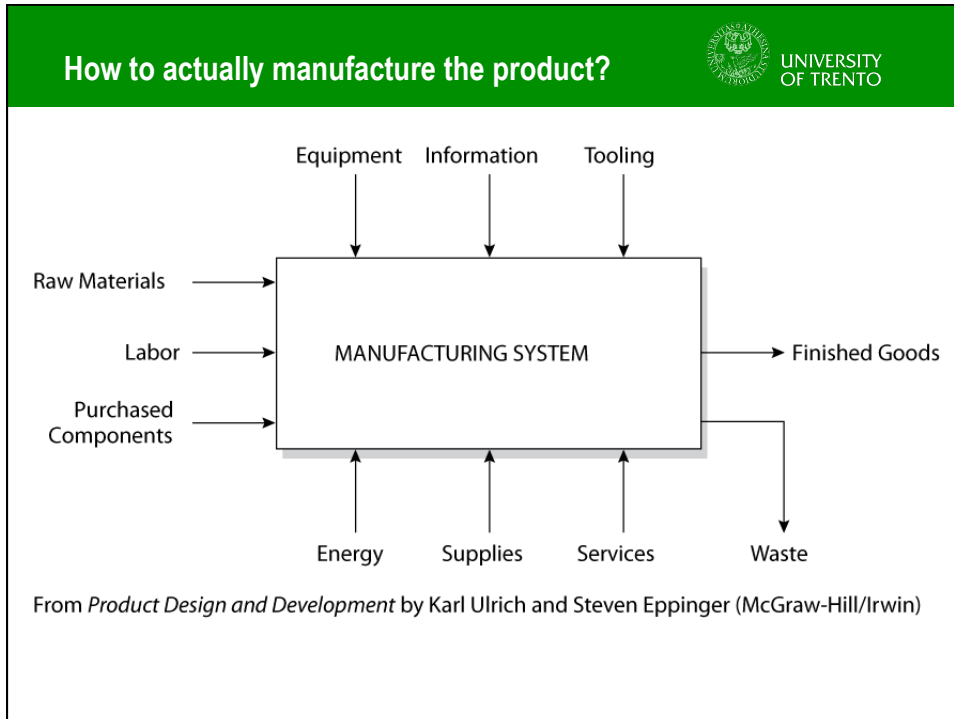 How to actually manufacture the product?
UNIVERSITY
OF TRENTO
Equipment
Information
Tooling
Raw Materials
Labor
Purchased
Components
MANUFACTURING SYSTEM
Finished Goods
Energy
Supplies
Services
Waste
From Product Design and Development by Karl Ulrich and Steven Eppinger (McGraw-Hill/Irwin)